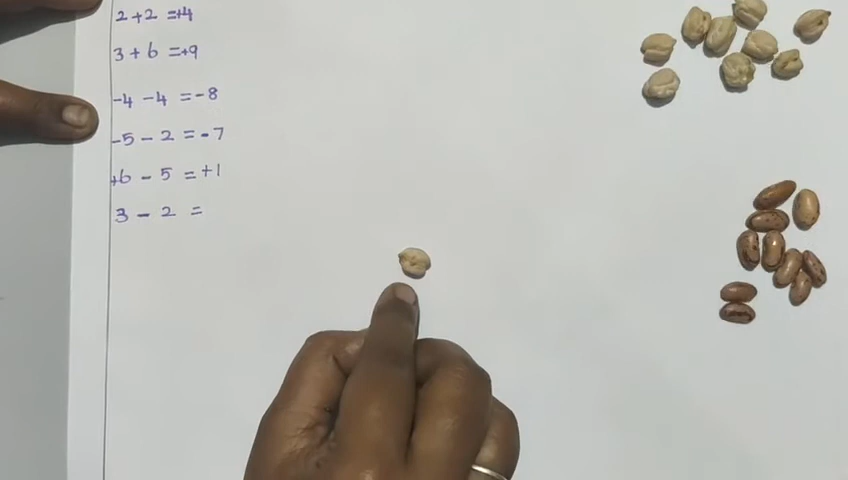 2 + 2 = +4
3 + 6 = +9
-4 - 4 = -8
-5 - 2 = -7
+6 - 5 = +1
3 - 2 =